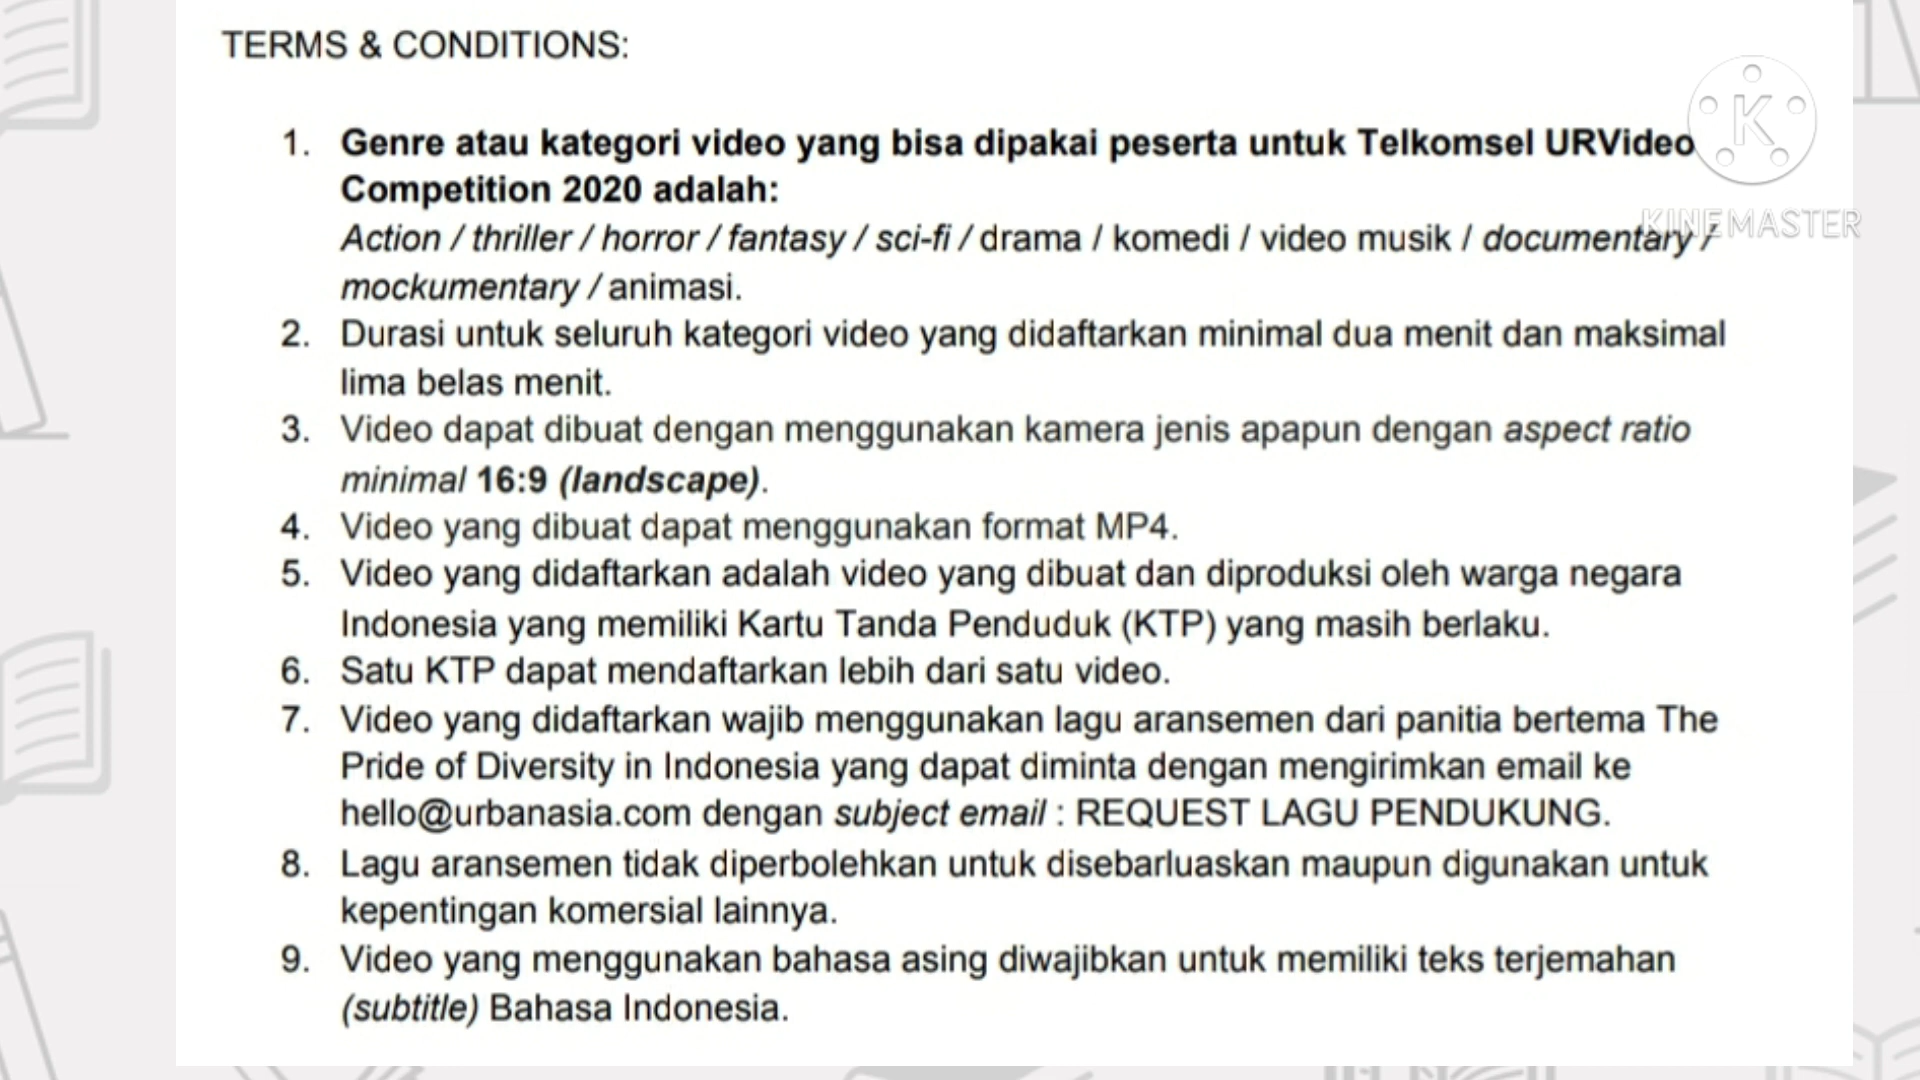 TERMS & CONDITIONS:
1. Genre atau kategori video yang bisa dipakai peserta untuk Telkomsel URVideo
Competition 2020 adalah:
Action / thriller / horror / fantasy / sci-fi / drama / komedi / video musik / documentary /
mockumentary / animasi.
2. Durasi untuk seluruh kategori video yang didaftarkan minimal dua menit dan maksimal
lima belas menit.
3. Video dapat dibuat dengan menggunakan kamera jenis apapun dengan aspect ratio
minimal 16:9 (landscape).
4. Video yang dibuat dapat menggunakan format MP4.
5. Video yang didaftarkan adalah video yang dibuat dan diproduksi oleh warga negara
Indonesia yang memiliki Kartu Tanda Penduduk (KTP) yang masih berlaku.
6. Satu KTP dapat mendaftarkan lebih dari satu video.
7. Video yang didaftarkan wajib menggunakan lagu aransemen dari panitia bertema The
Pride of Diversity in Indonesia yang dapat diminta dengan mengirimkan email ke
hello@urbanasia.com dengan subject email : REQUEST LAGU PENDUKUNG.
8. Lagu aransemen tidak diperbolehkan untuk disebarluaskan maupun digunakan untuk
kepentingan komersial lainnya.
9. Video yang menggunakan bahasa asing diwajibkan untuk memiliki teks terjemahan
(subtitle) Bahasa Indonesia.
K
KINEMASTER